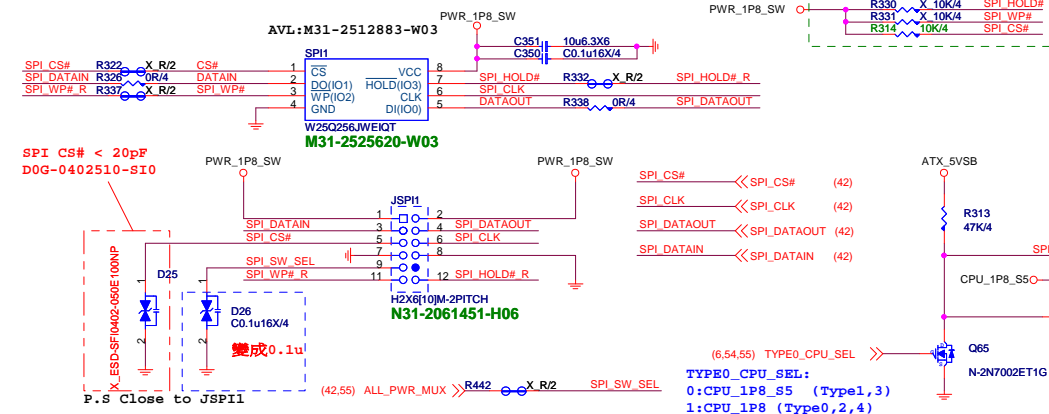 PWR_1P8_SW
R330 X_10K/4 SPI_HOLD#
R331 X_10K/4 SPI_WP#
R314 10K/4 SPI_CS#
AVL:M31-2512883-W03
PWR_1P8_SW
C351 10u6.3X6
C350 C0.1u16X/4
SPI1
SPI_CS# R322 X_R/2 CS# 1 CS VCC 8
SPI_DATAIN R326 0R/4 DATAIN 2 DO(IO1) HOLD(IO3) 7 SPI_HOLD# R332 X_R/2 SPI_HOLD#_R
SPI_WP#_R R337 X_R/2 SPI_WP# 3 WP(IO2) CLK 6 SPI_CLK
4 GND DI(IO0) 5 DATAOUT R338 0R/4 SPI_DATAOUT
W25Q256JWEIQT
M31-2525620-W03
SPI CS# < 20pF
D0G-0402510-SI0
PWR_1P8_SW
PWR_1P8_SW
JSPI1
1 2
SPI_DATAIN 3 4 SPI_DATAOUT
SPI_CS# 5 6 SPI_CLK
7 8
SPI_SW_SEL 9
SPI_WP#_R 11 12 SPI_HOLD#_R
H2X6[10]M-2PITCH
N31-2061451-H06
SPI_CS# SPI_CS# (42)
SPI_CLK SPI_CLK (42)
SPI_DATAOUT SPI_DATAOUT (42)
SPI_DATAIN SPI_DATAIN (42)
ATX_5VSB
R313
47K/4
SPI
CPU_1P8_S5
X_ESD-SFI0402-050E100NP
D25
1
2
1
2
D26
C0.1u16X/4
變成0.1u
P.S Close to JSPI1
(42,55) ALL_PWR_MUX R442 X_R/2 SPI_SW_SEL
(6,54,55) TYPE0_CPU_SEL
Q65
N-2N7002ET1G
TYPE0_CPU_SEL:
0:CPU_1P8_S5 (Type1,3)
1:CPU_1P8 (Type0,2,4)